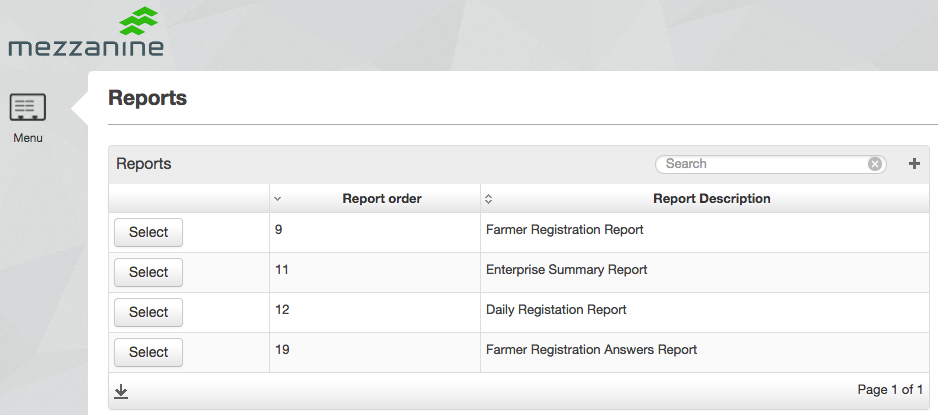 mezzanine
Reports
Menu
Reports Search
Report order Report Description
Select 9 Farmer Registration Report
Select 11 Enterprise Summary Report
Select 12 Daily Registation Report
Select 19 Farmer Registration Answers Report
Page 1 of 1